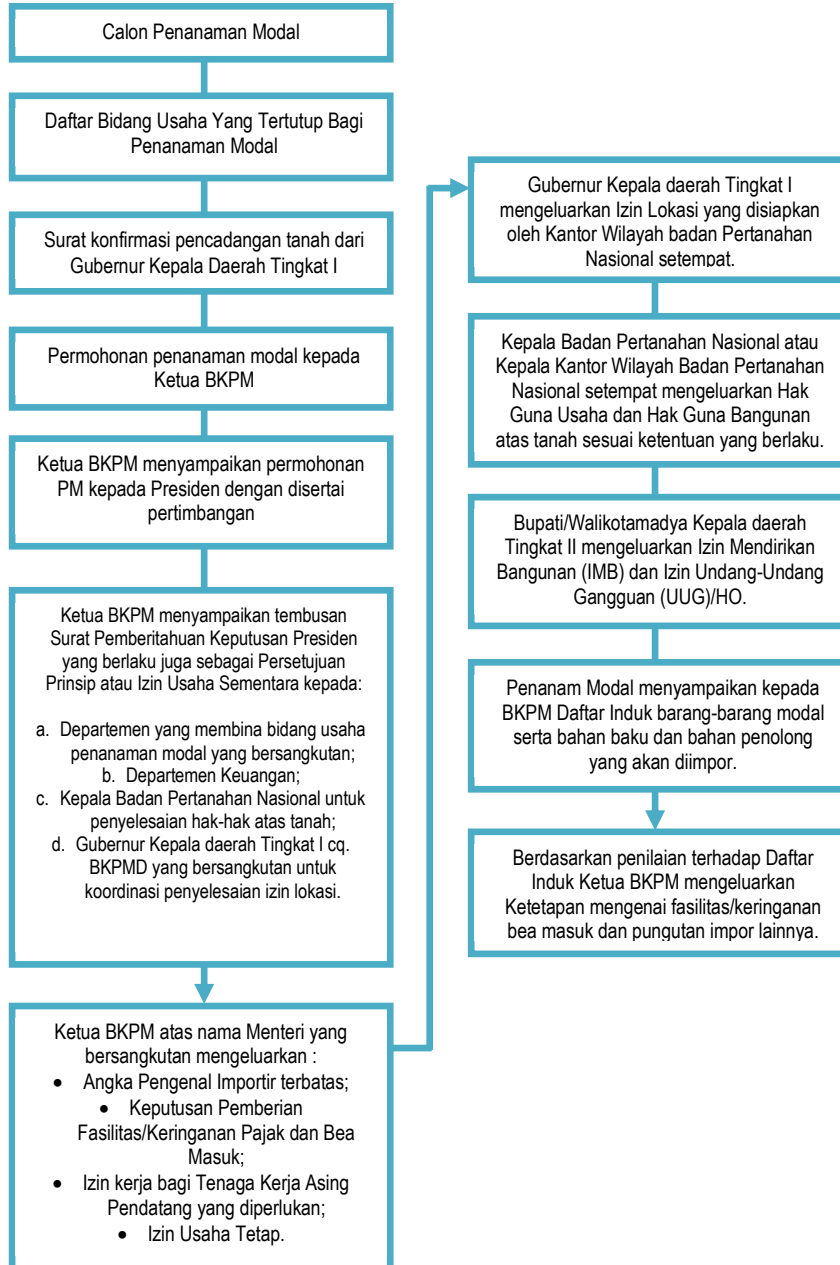 Calon Penanaman Modal
Daftar Bidang Usaha Yang Tertutup Bagi
Penanaman Modal
Surat konfirmasi pencadangan tanah dari
Gubernur Kepala Daerah Tingkat I
Permohonan penanaman modal kepada
Ketua BKPM
Ketua BKPM menyampaikan permohonan
PM kepada Presiden dengan disertai
pertimbangan
Ketua BKPM menyampaikan tembusan
Surat Pemberitahuan Keputusan Presiden
yang berlaku juga sebagai Persetujuan
Prinsip atau Izin Usaha Sementara kepada:
a. Departemen yang membina bidang usaha
penanaman modal yang bersangkutan;
b. Departemen Keuangan;
c. Kepala Badan Pertanahan Nasional untuk
penyelesaian hak-hak atas tanah;
d. Gubernur Kepala daerah Tingkat I cq.
BKPMD yang bersangkutan untuk
koordinasi penyelesaian izin lokasi.
Ketua BKPM atas nama Menteri yang
bersangkutan mengeluarkan :
• Angka Pengenal Importir terbatas;
• Keputusan Pemberian
Fasilitas/Keringanan Pajak dan Bea
Masuk;
• Izin kerja bagi Tenaga Kerja Asing
Pendatang yang diperlukan;
• Izin Usaha Tetap.
Gubernur Kepala daerah Tingkat I
mengeluarkan Izin Lokasi yang disiapkan
oleh Kantor Wilayah badan Pertanahan
Nasional setempat.
Kepala Badan Pertanahan Nasional atau
Kepala Kantor Wilayah Badan Pertanahan
Nasional setempat mengeluarkan Hak
Guna Usaha dan Hak Guna Bangunan
atas tanah sesuai ketentuan yang berlaku.
Bupati/Walikotamadya Kepala daerah
Tingkat II mengeluarkan Izin Mendirikan
Bangunan (IMB) dan Izin Undang-Undang
Gangguan (UUG)/HO.
Penanam Modal menyampaikan kepada
BKPM Daftar Induk barang-barang modal
serta bahan baku dan bahan penolong
yang akan diimpor.
Berdasarkan penilaian terhadap Daftar
Induk Ketua BKPM mengeluarkan
Ketetapan mengenai fasilitas/keringanan
bea masuk dan pungutan impor lainnya.